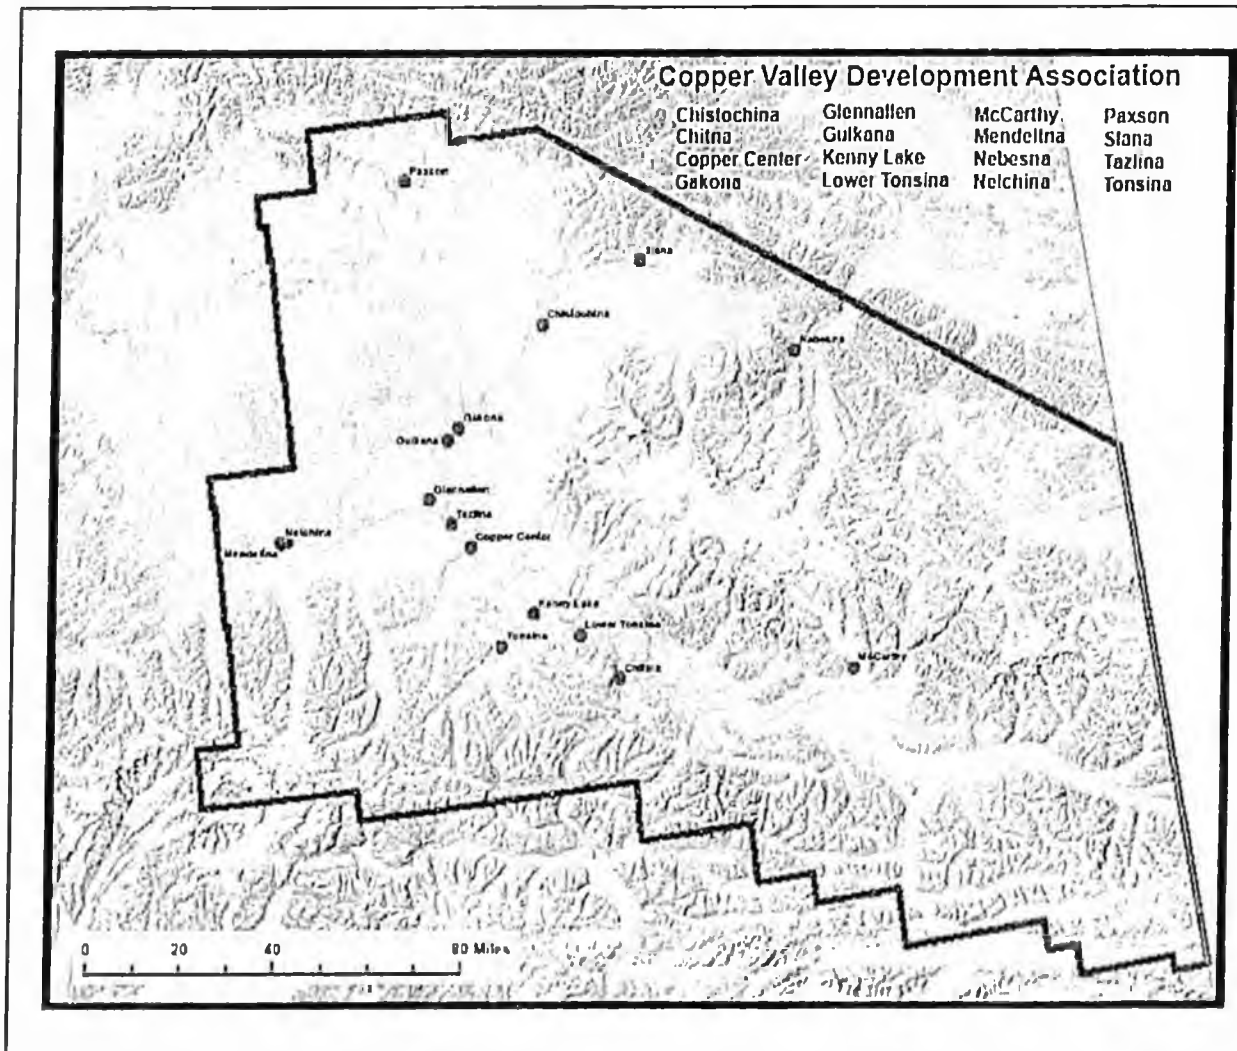 Copper Valley Development Association
Chistochina Glennallen McCarthy Paxson
Chitna Gulkana Mendeltna Slana
Copper Center Kenny Lake Nebesna Tazlina
Gakona Lower Tonsina Nelchina Tonsina
Paxson
Slana
Chistochina
Nabesna
Gakona
Gulkana
Glennallen
Tazlina
Nelchina
Mendeltna
Copper Center
Kenny Lake
Lower Tonsina
Tonsina
Chitina
McCarthy
0 20 40 80 Miles